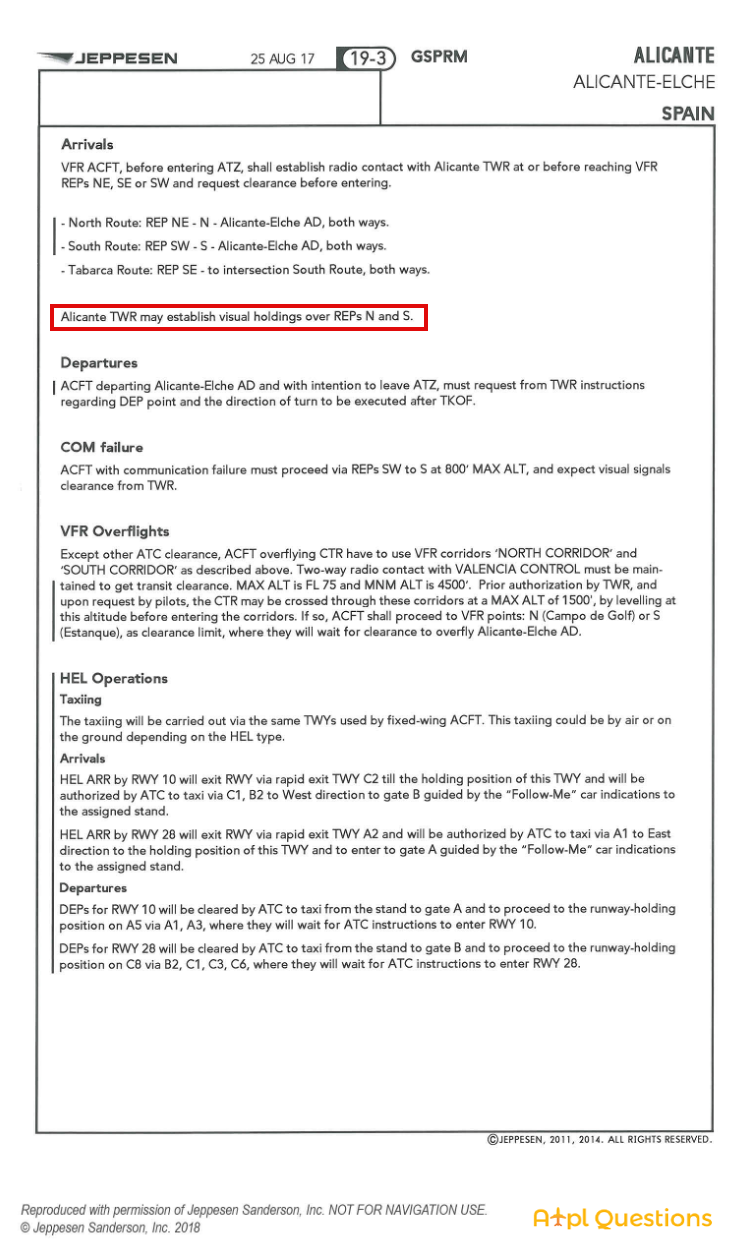 JEPPESEN 25 AUG 17 19-3 GSPRM ALICANTE
ALICANTE-ELCHE
SPAIN
Arrivals
VFR ACFT, before entering ATZ, shall establish radio contact with Alicante TWR at or before reaching VFR
REPs NE, SE or SW and request clearance before entering.
- North Route: REP NE - N - Alicante-Elche AD, both ways.
- South Route: REP SW - S - Alicante-Elche AD, both ways.
- Tabarca Route: REP SE - to intersection South Route, both ways.
Alicante TWR may establish visual holdings over REPs N and S.
Departures
ACFT departing Alicante-Elche AD and with intention to leave ATZ, must request from TWR instructions
regarding DEP point and the direction of turn to be executed after TKOF.
COM failure
ACFT with communication failure must proceed via REPs SW to S at 800' MAX ALT, and expect visual signals
clearance from TWR.
VFR Overflights
Except other ATC clearance, ACFT overflying CTR have to use VFR corridors 'NORTH CORRIDOR' and
'SOUTH CORRIDOR' as described above. Two-way radio contact with VALENCIA CONTROL must be main-
tained to get transit clearance. MAX ALT is FL 75 and MNM ALT is 4500'. Prior authorization by TWR, and
upon request by pilots, the CTR may be crossed through these corridors at a MAX ALT of 1500', by levelling at
this altitude before entering the corridors. If so, ACFT shall proceed to VFR points: N (Campo de Golf) or S
(Estanque), as clearance limit, where they will wait for clearance to overfly Alicante-Elche AD.
HEL Operations
Taxiing
The taxiing will be carried out via the same TWYs used by fixed-wing ACFT. This taxiing could be by air or on
the ground depending on the HEL type.
Arrivals
HEL ARR by RWY 10 will exit RWY via rapid exit TWY C2 till the holding position of this TWY and will be
authorized by ATC to taxi via C1, B2 to West direction to gate B guided by the "Follow-Me" car indications to
the assigned stand.
HEL ARR by RWY 28 will exit RWY via rapid exit TWY A2 and will be authorized by ATC to taxi via A1 to East
direction to the holding position of this TWY and to enter to gate A guided by the "Follow-Me" car indications
to the assigned stand.
Departures
DEPs for RWY 10 will be cleared by ATC to taxi from the stand to gate A and to proceed to the runway-holding
position on A5 via A1, A3, where they will wait for ATC instructions to enter RWY 10.
DEPs for RWY 28 will be cleared by ATC to taxi from the stand to gate B and to proceed to the runway-holding
position on C8 via B2, C1, C3, C6, where they will wait for ATC instructions to enter RWY 28.
©JEPPESEN, 2011, 2014. ALL RIGHTS RESERVED.
Reproduced with permission of Jeppesen Sanderson, Inc. NOT FOR NAVIGATION USE.
© Jeppesen Sanderson, Inc. 2018
Atpl Questions